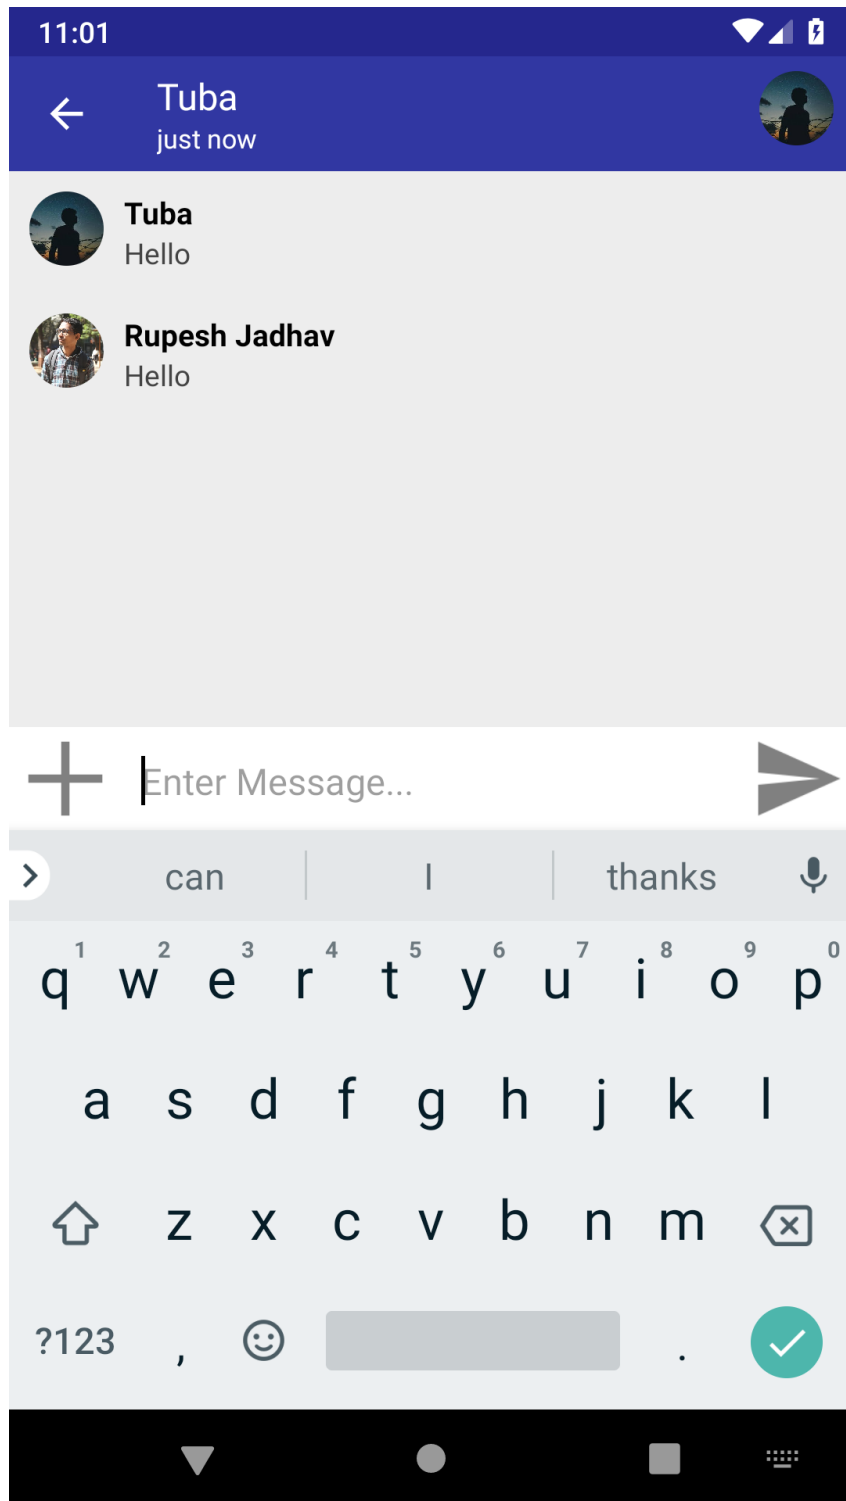 11:01
Tuba
just now
Tuba
Hello
Rupesh Jadhav
Hello
Enter Message...
can I thanks
1 2 3 4 5 6 7 8 9 0
q w e r t y u i o p
a s d f g h j k l
z x c v b n m
?123 , .